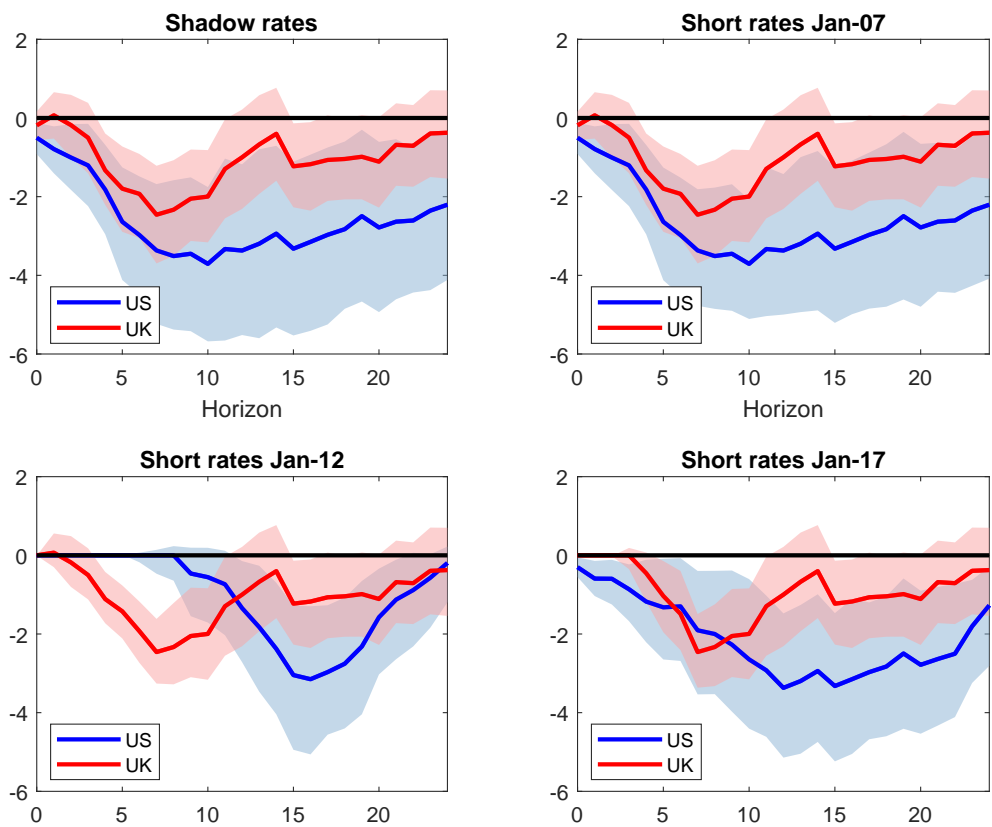 Shadow rates
2
0
-2
-4
-6
US
UK
0 5 10 15 20
Horizon
Short rates Jan-07
2
0
-2
-4
-6
US
UK
0 5 10 15 20
Horizon
Short rates Jan-12
2
0
-2
-4
-6
US
UK
0 5 10 15 20
Short rates Jan-17
2
0
-2
-4
-6
US
UK
0 5 10 15 20